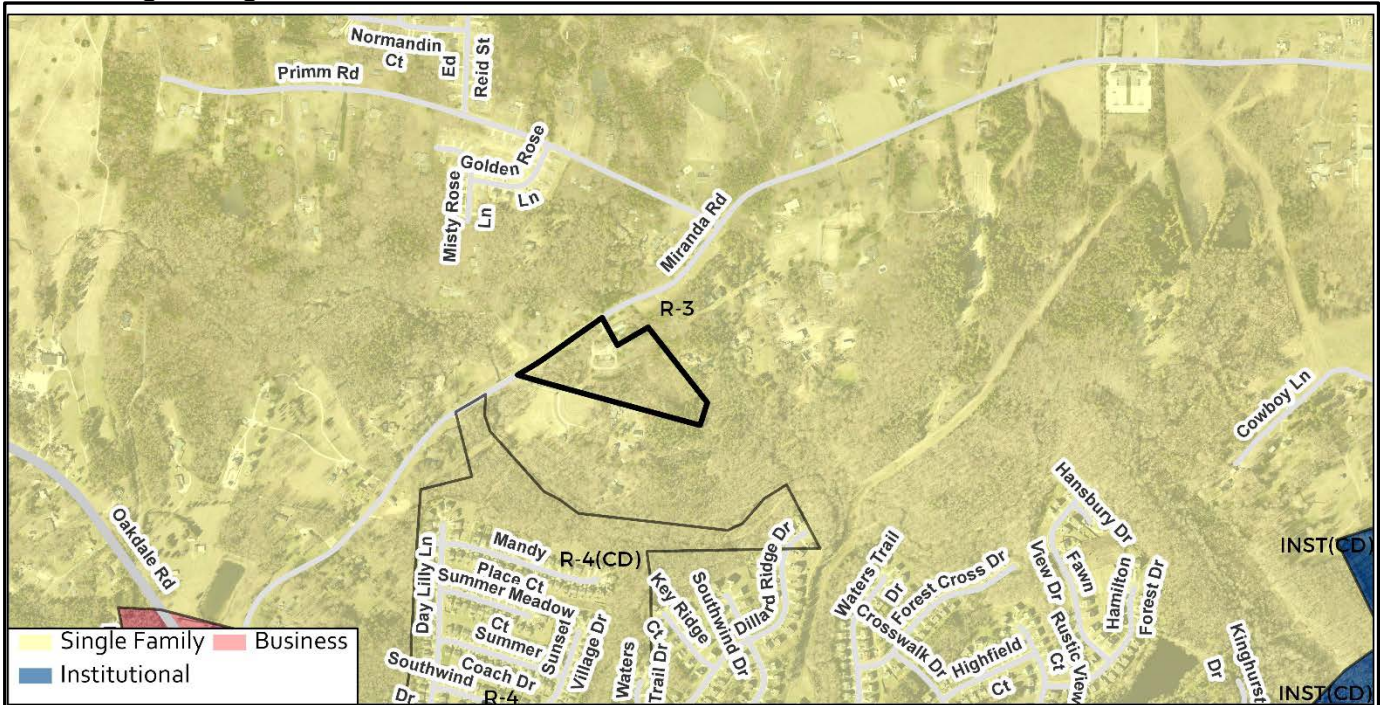 Normandin
Ct
Ed
Reid St
Primm Rd
Golden Rose
Ln
Misty Rose
Ln
Miranda Rd
R-3
Cowboy Ln
Oakdale Rd
Day Lilly Ln
Mandy
Place Ct
R-4(CD)
Summer Meadow
Ct
Summer
Sunset
Village Dr
Coach Dr
Southwind
Dr
R-4
Waters
Trail Dr
Key Ridge
Ct
Southwind Dr
Dillard Ridge Dr
Waters Trail
Dr
Forest Cross Dr
Crosswalk Dr
Highfield
Ct
Hansbury Dr
Fawn
View Dr
Rustic View
Hamilton
Forest Dr
Kinghurst
Dr
INST(CD)
INST(CD)
Single Family
Business
Institutional